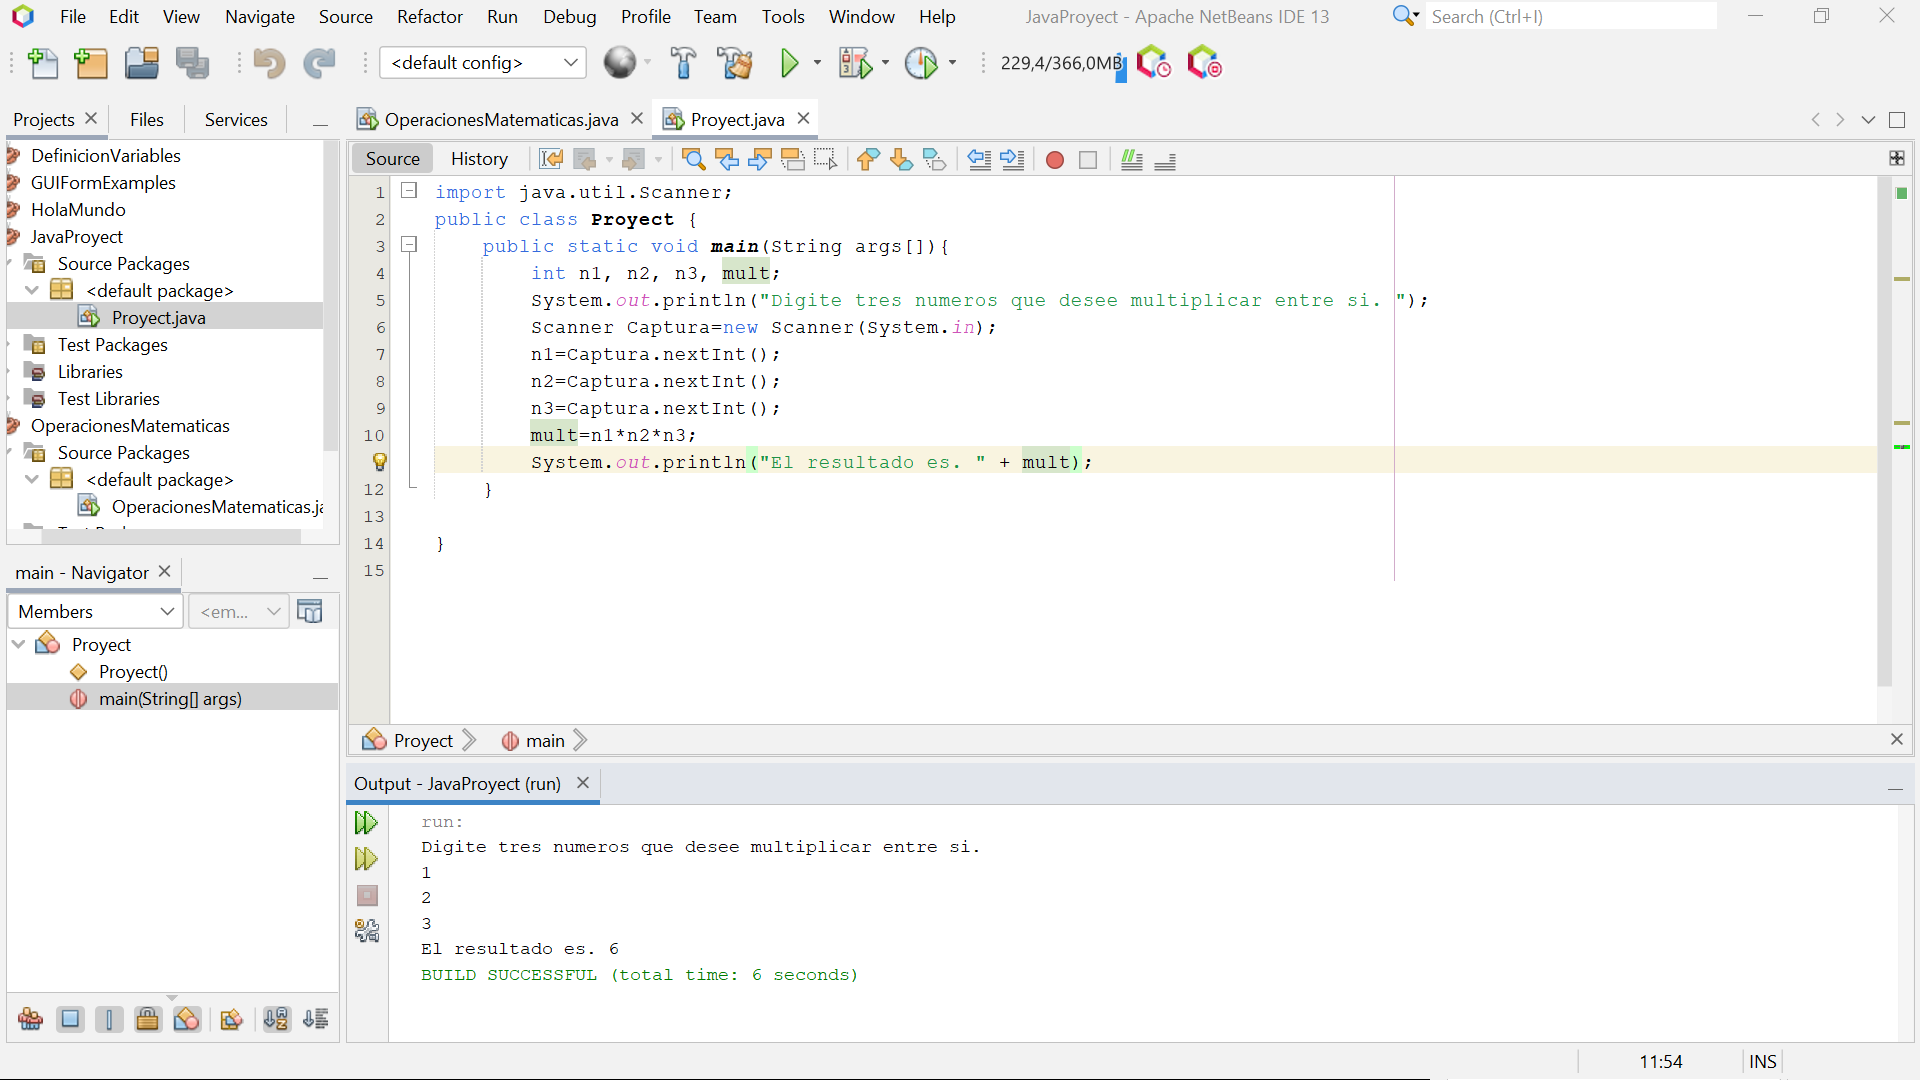 File Edit View Navigate Source Refactor Run Debug Profile Team Tools Window Help JavaProyect - Apache NetBeans IDE 13 Search (Ctrl+I)
<default config> 229,4/366,0MB
Projects Files Services
DefinicionVariables
GUIFormExamples
HolaMundo
JavaProyect
Source Packages
<default package>
Proyect.java
Test Packages
Libraries
Test Libraries
OperacionesMatematicas
Source Packages
<default package>
OperacionesMatematicas.ja
main - Navigator
Members <em...
Proyect
Proyect()
main(String[] args)
OperacionesMatematicas.java Proyect.java
Source History
1 import java.util.Scanner;
2 public class Proyect {
3 public static void main(String args[]){
4 int n1, n2, n3, mult;
5 System.out.println("Digite tres numeros que desee multiplicar entre si. ");
6 Scanner Captura=new Scanner(System.in);
7 n1=Captura.nextInt();
8 n2=Captura.nextInt();
9 n3=Captura.nextInt();
10 mult=n1*n2*n3;
System.out.println("El resultado es. " + mult);
12 }
13
14 }
15
Proyect main
Output - JavaProyect (run)
run:
Digite tres numeros que desee multiplicar entre si.
1
2
3
El resultado es. 6
BUILD SUCCESSFUL (total time: 6 seconds)
11:54 INS